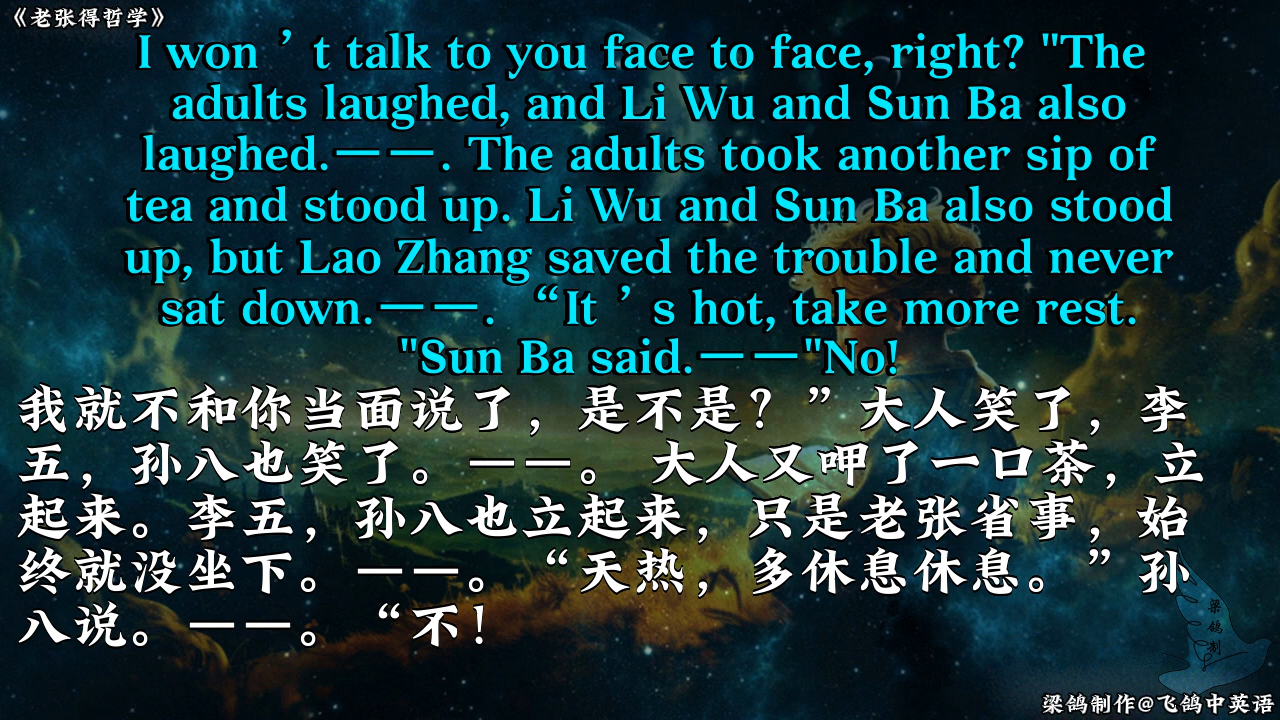 《老张得哲学》
I won ’ t talk to you face to face, right? "The
adults laughed, and Li Wu and Sun Ba also
laughed.——. The adults took another sip of
tea and stood up. Li Wu and Sun Ba also stood
up, but Lao Zhang saved the trouble and never
sat down.——. “It ’ s hot, take more rest.
"Sun Ba said.——"No!
我就不和你当面说了，是不是？”大人笑了，李
五，孙八也笑了。——。 大人又呷了一口茶，立
起来。李五，孙八也立起来，只是老张省事，始
终就没坐下。——。 “天热，多休息休息。”孙
八说。——。 “不！
梁鸽制
梁鸽制作@飞鸽中英语